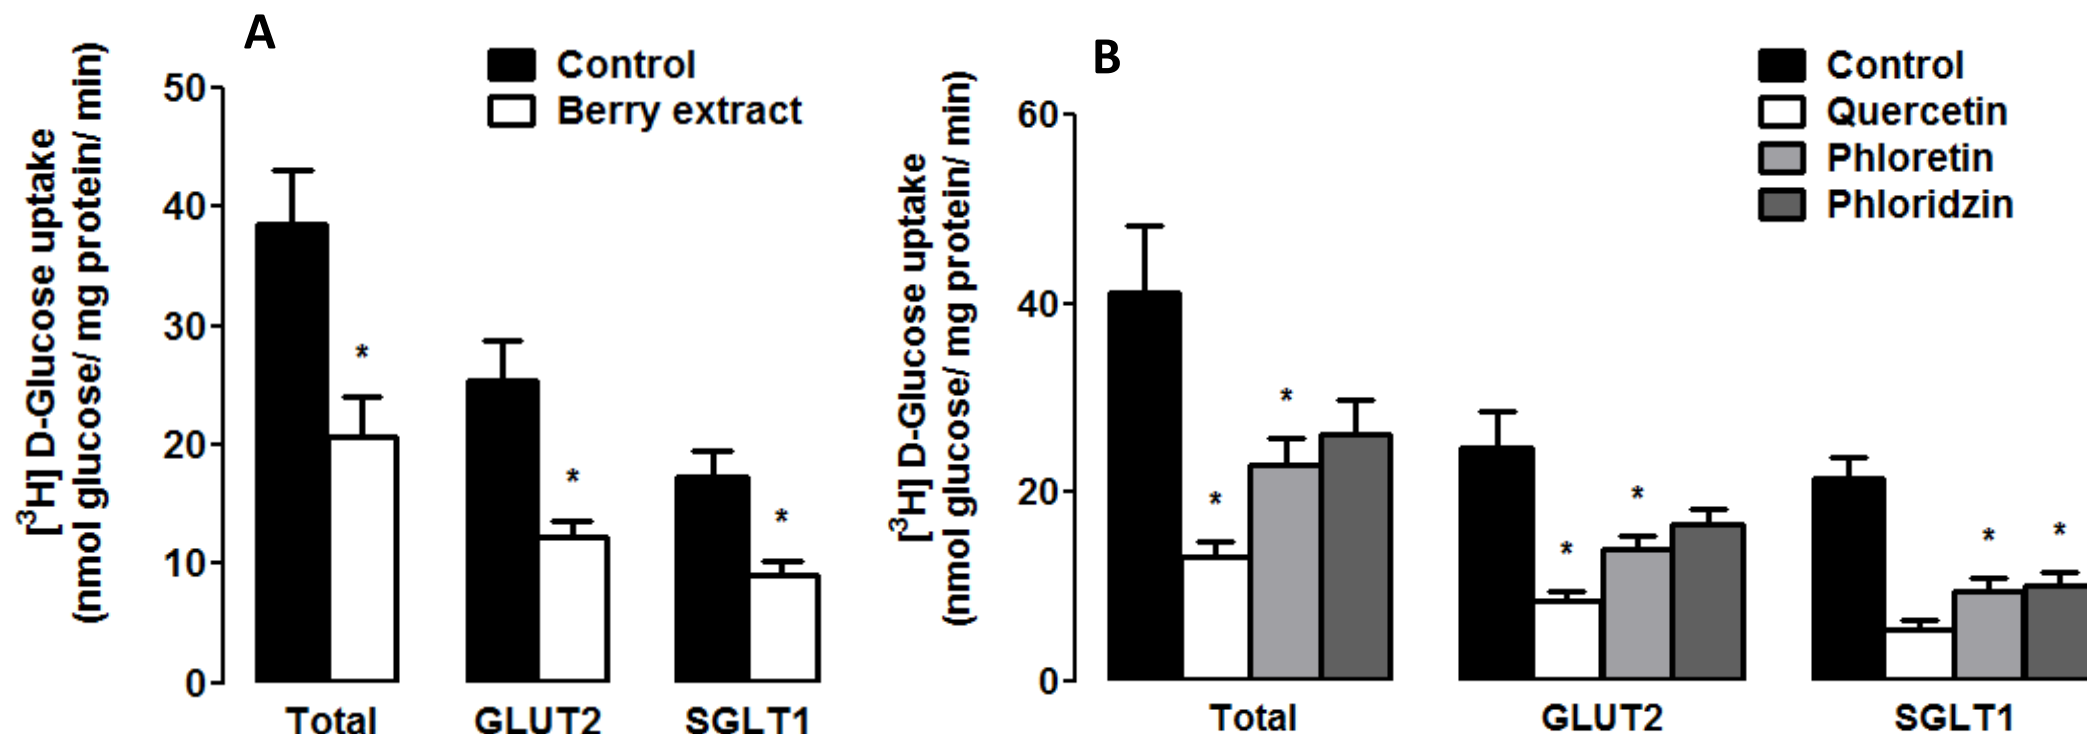 A
Control
Berry extract
[³H] D-Glucose uptake
(nmol glucose/ mg protein/ min)
50
40
30
20
10
0
*
*
*
Total
GLUT2
SGLT1
B
Control
Quercetin
Phloretin
Phloridzin
[³H] D-Glucose uptake
(nmol glucose/ mg protein/ min)
60
40
20
0
*
*
*
*
*
*
Total
GLUT2
SGLT1